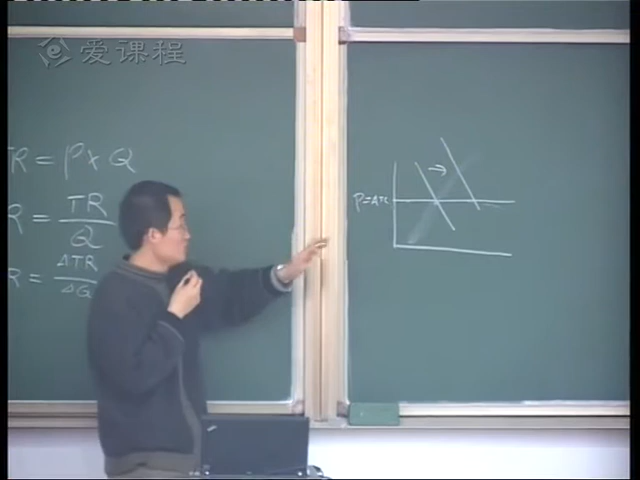 爱课程
TR = P × Q
R = TR / Q
R = ΔTR / ΔQ
P=ATC